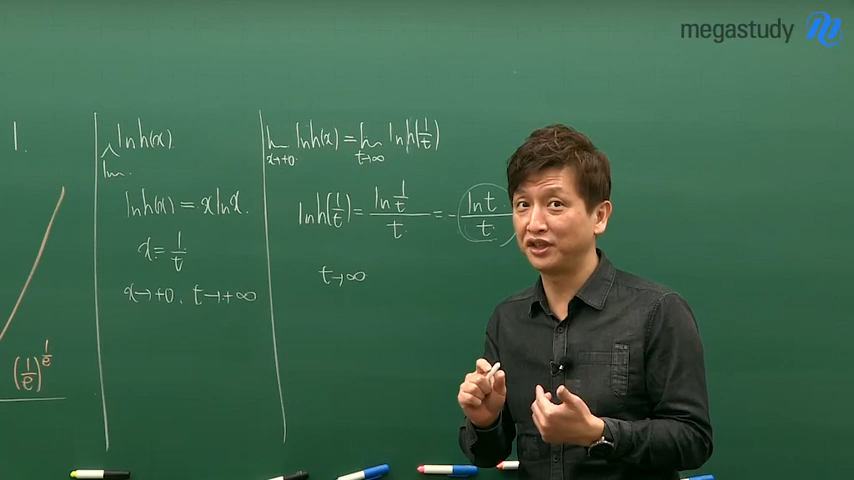 megastudy
1.
(1/e)^(1/e)
ln h(x)
lim
ln h(x) = x ln x.
x = 1/t
x → +0, t → +∞
lim x→+0 ln h(x) = lim t→∞ ln h(1/t)
ln h(1/t) = (ln 1/t)/t = - (ln t)/t
t → ∞